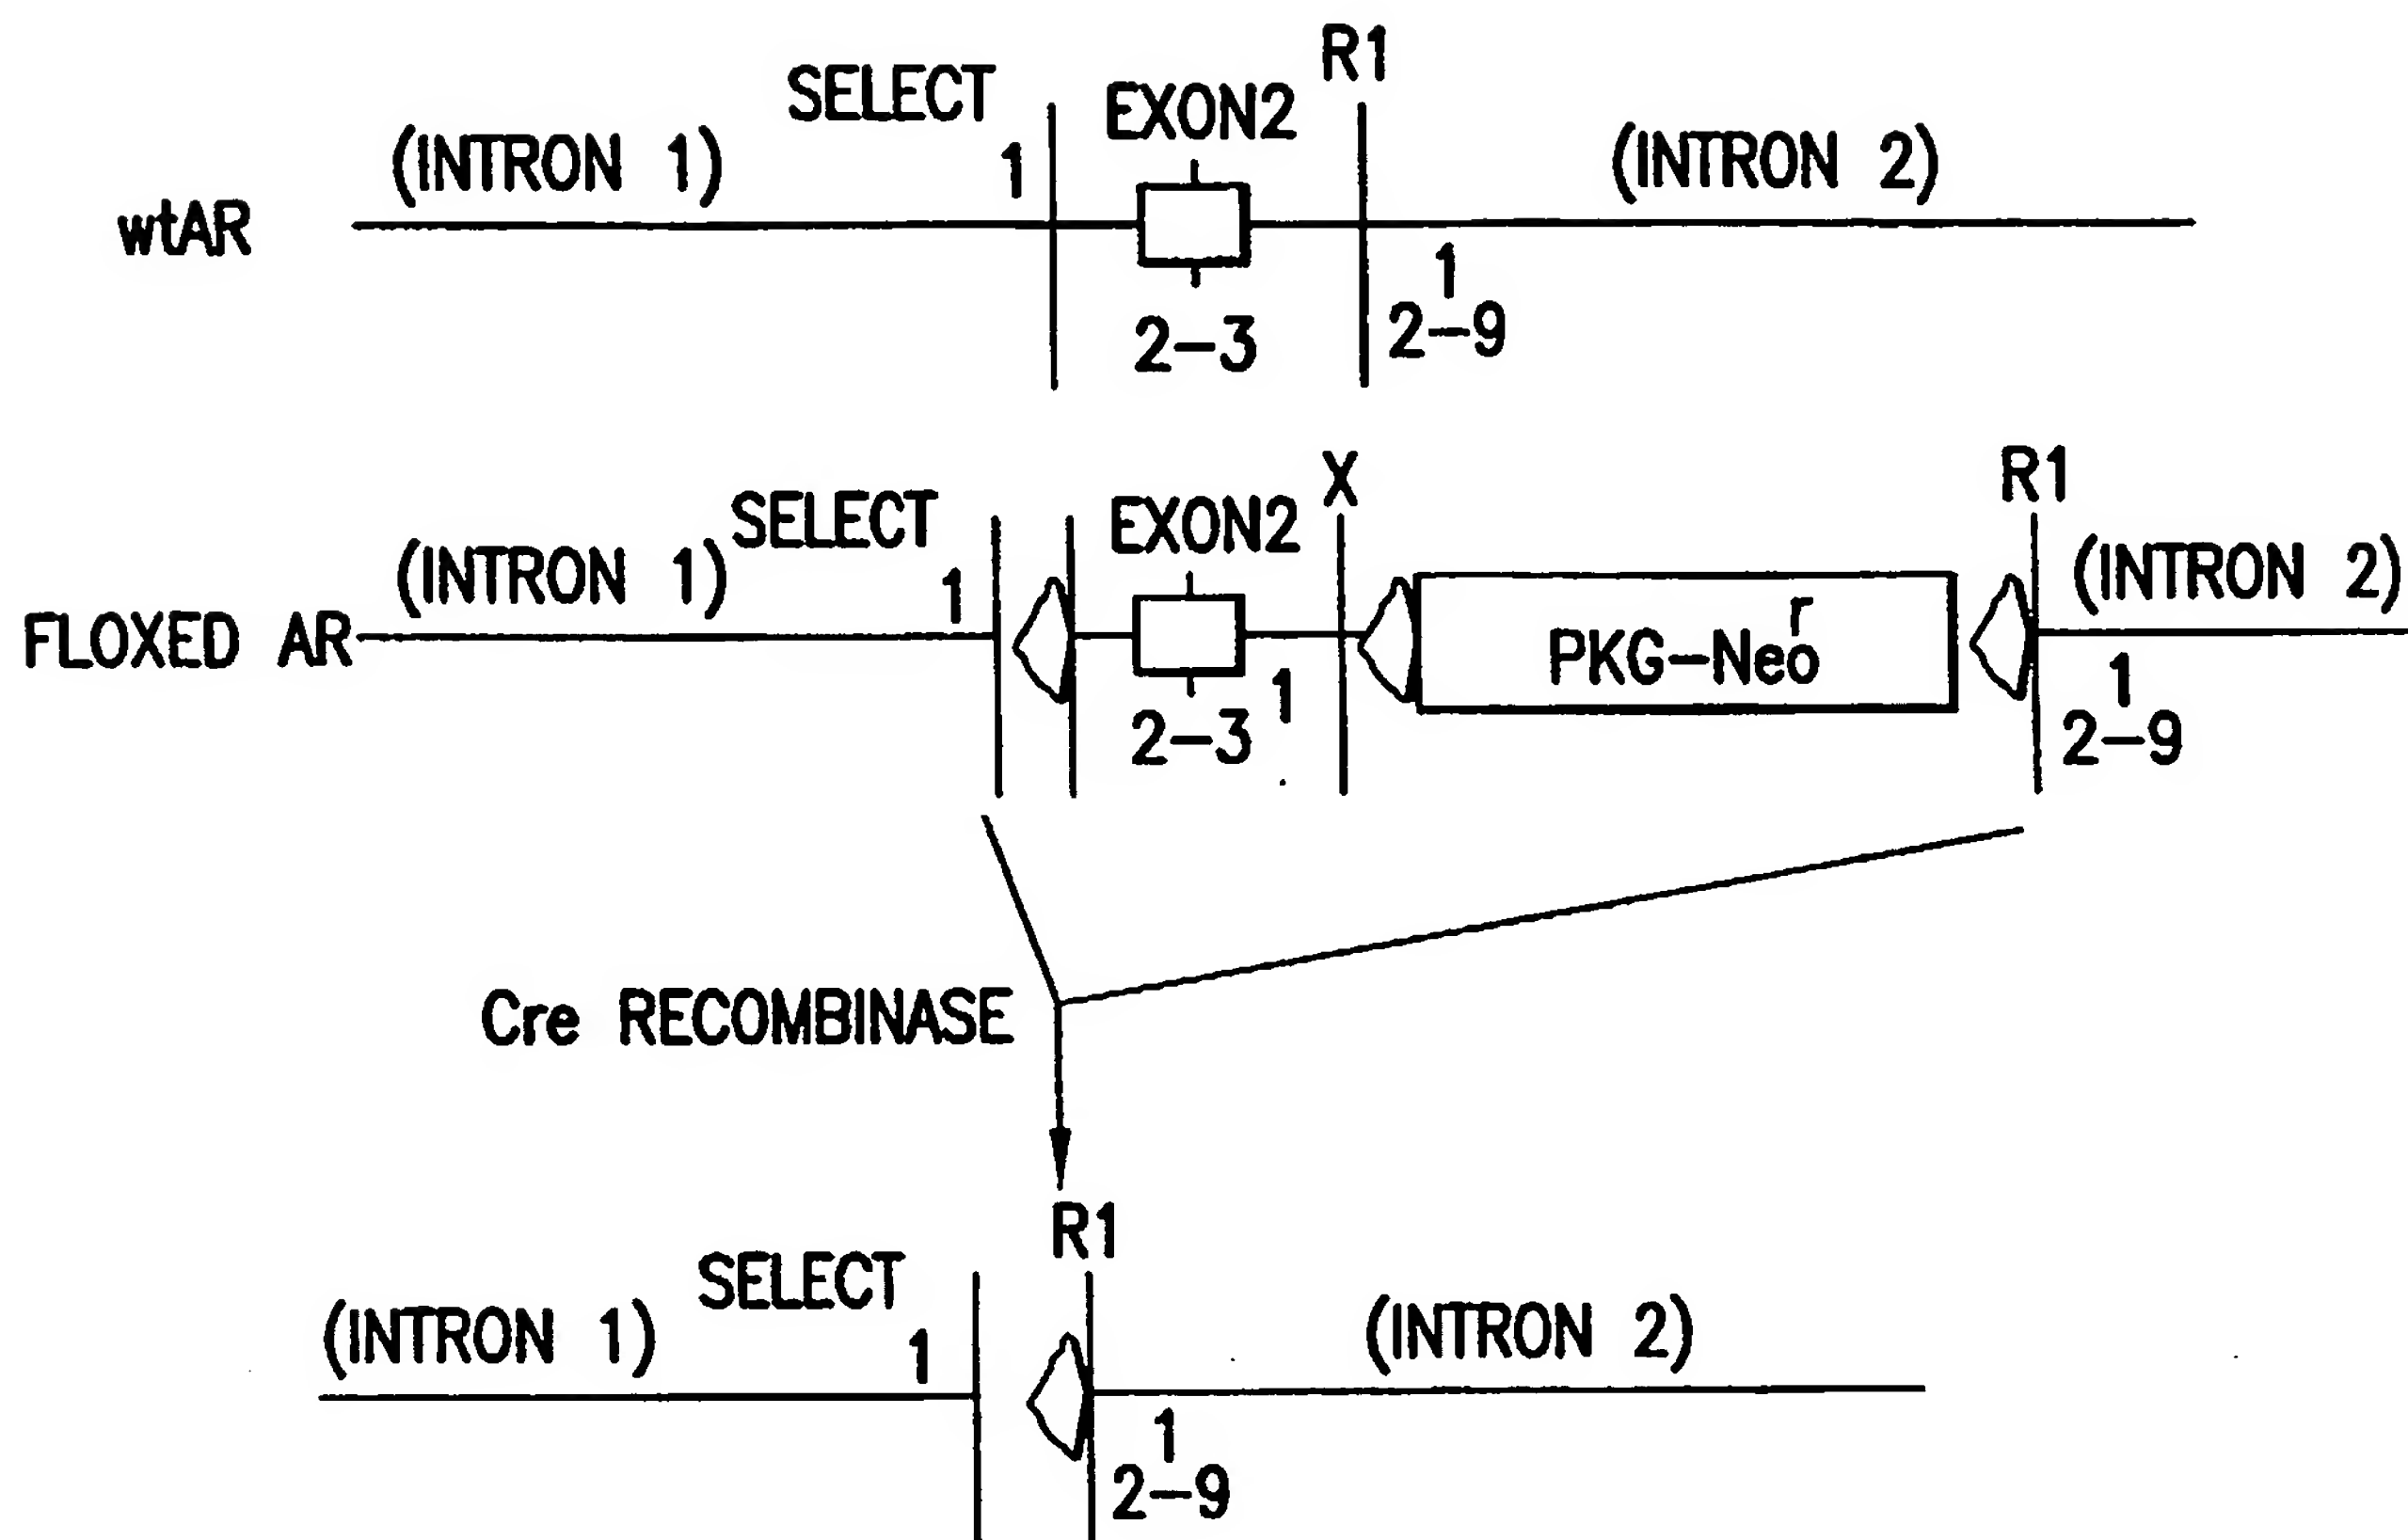 R1
SELECT
EXON2
(INTRON 1)
1
(INTRON 2)
wtAR
1
2-3
2-9
X
R1
SELECT
EXON2
(INTRON 1)
1
(INTRON 2)
FLOXED AR
PKG-Neo r
1
1
2-3
2-9
Cre RECOMBINASE
R1
SELECT
(INTRON 1)
1
(INTRON 2)
1
2-9